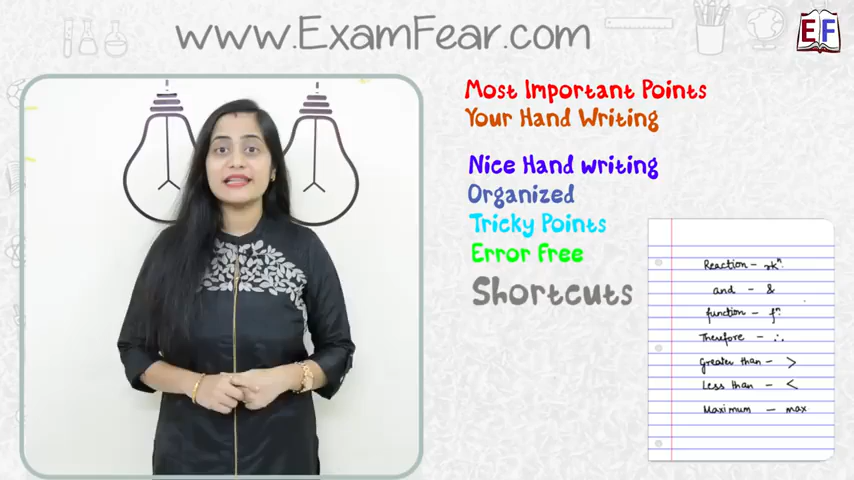 www.ExamFear.com
EF
Most Important Points
Your Hand Writing
Nice Hand writing
Organized
Tricky Points
Error Free
Shortcuts
Reaction - rxⁿ
and - &
function - fⁿ
Therefore - ∴
Greater than - >
Less than - <
Maximum - max